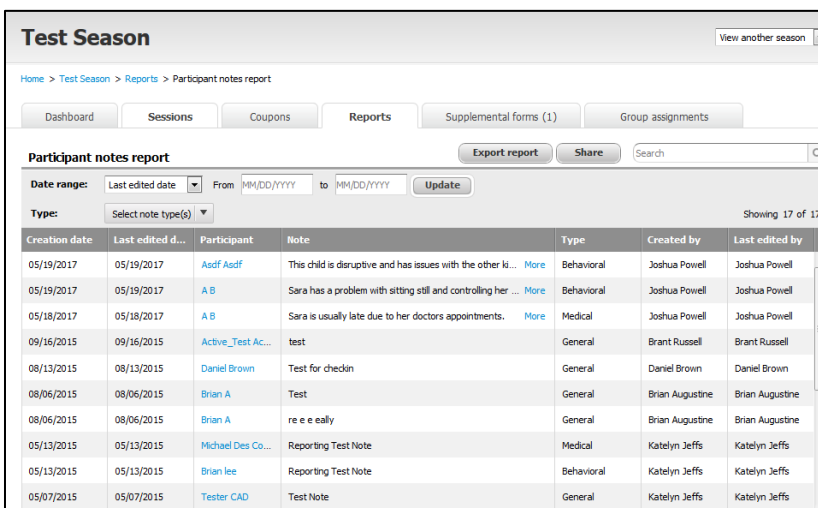 Test Season
View another season
Home > Test Season > Reports > Participant notes report
Dashboard Sessions Coupons Reports Supplemental forms (1) Group assignments
Participant notes report Export report Share Search
Date range: Last edited date From MM/DD/YYYY to MM/DD/YYYY Update
Type: Select note type(s) Showing 17 of 17
Creation date Last edited d... Participant Note Type Created by Last edited by
05/19/2017 05/19/2017 Asdf Asdf This child is disruptive and has issues with the other ki... More Behavioral Joshua Powell Joshua Powell
05/19/2017 05/19/2017 A B Sara has a problem with sitting still and controlling her ... More Behavioral Joshua Powell Joshua Powell
05/18/2017 05/18/2017 A B Sara is usually late due to her doctors appointments. More Medical Joshua Powell Joshua Powell
09/16/2015 09/16/2015 Active_Test Ac... test General Brant Russell Brant Russell
08/13/2015 08/13/2015 Daniel Brown Test for checkin General Daniel Brown Daniel Brown
08/06/2015 08/06/2015 Brian A Test General Brian Augustine Brian Augustine
08/06/2015 08/06/2015 Brian A re e e eally General Brian Augustine Brian Augustine
05/13/2015 05/13/2015 Michael Des Co... Reporting Test Note Medical Katelyn Jeffs Katelyn Jeffs
05/13/2015 05/13/2015 Brian lee Reporting Test Note Behavioral Katelyn Jeffs Katelyn Jeffs
05/07/2015 05/07/2015 Tester CAD Test Note General Katelyn Jeffs Katelyn Jeffs